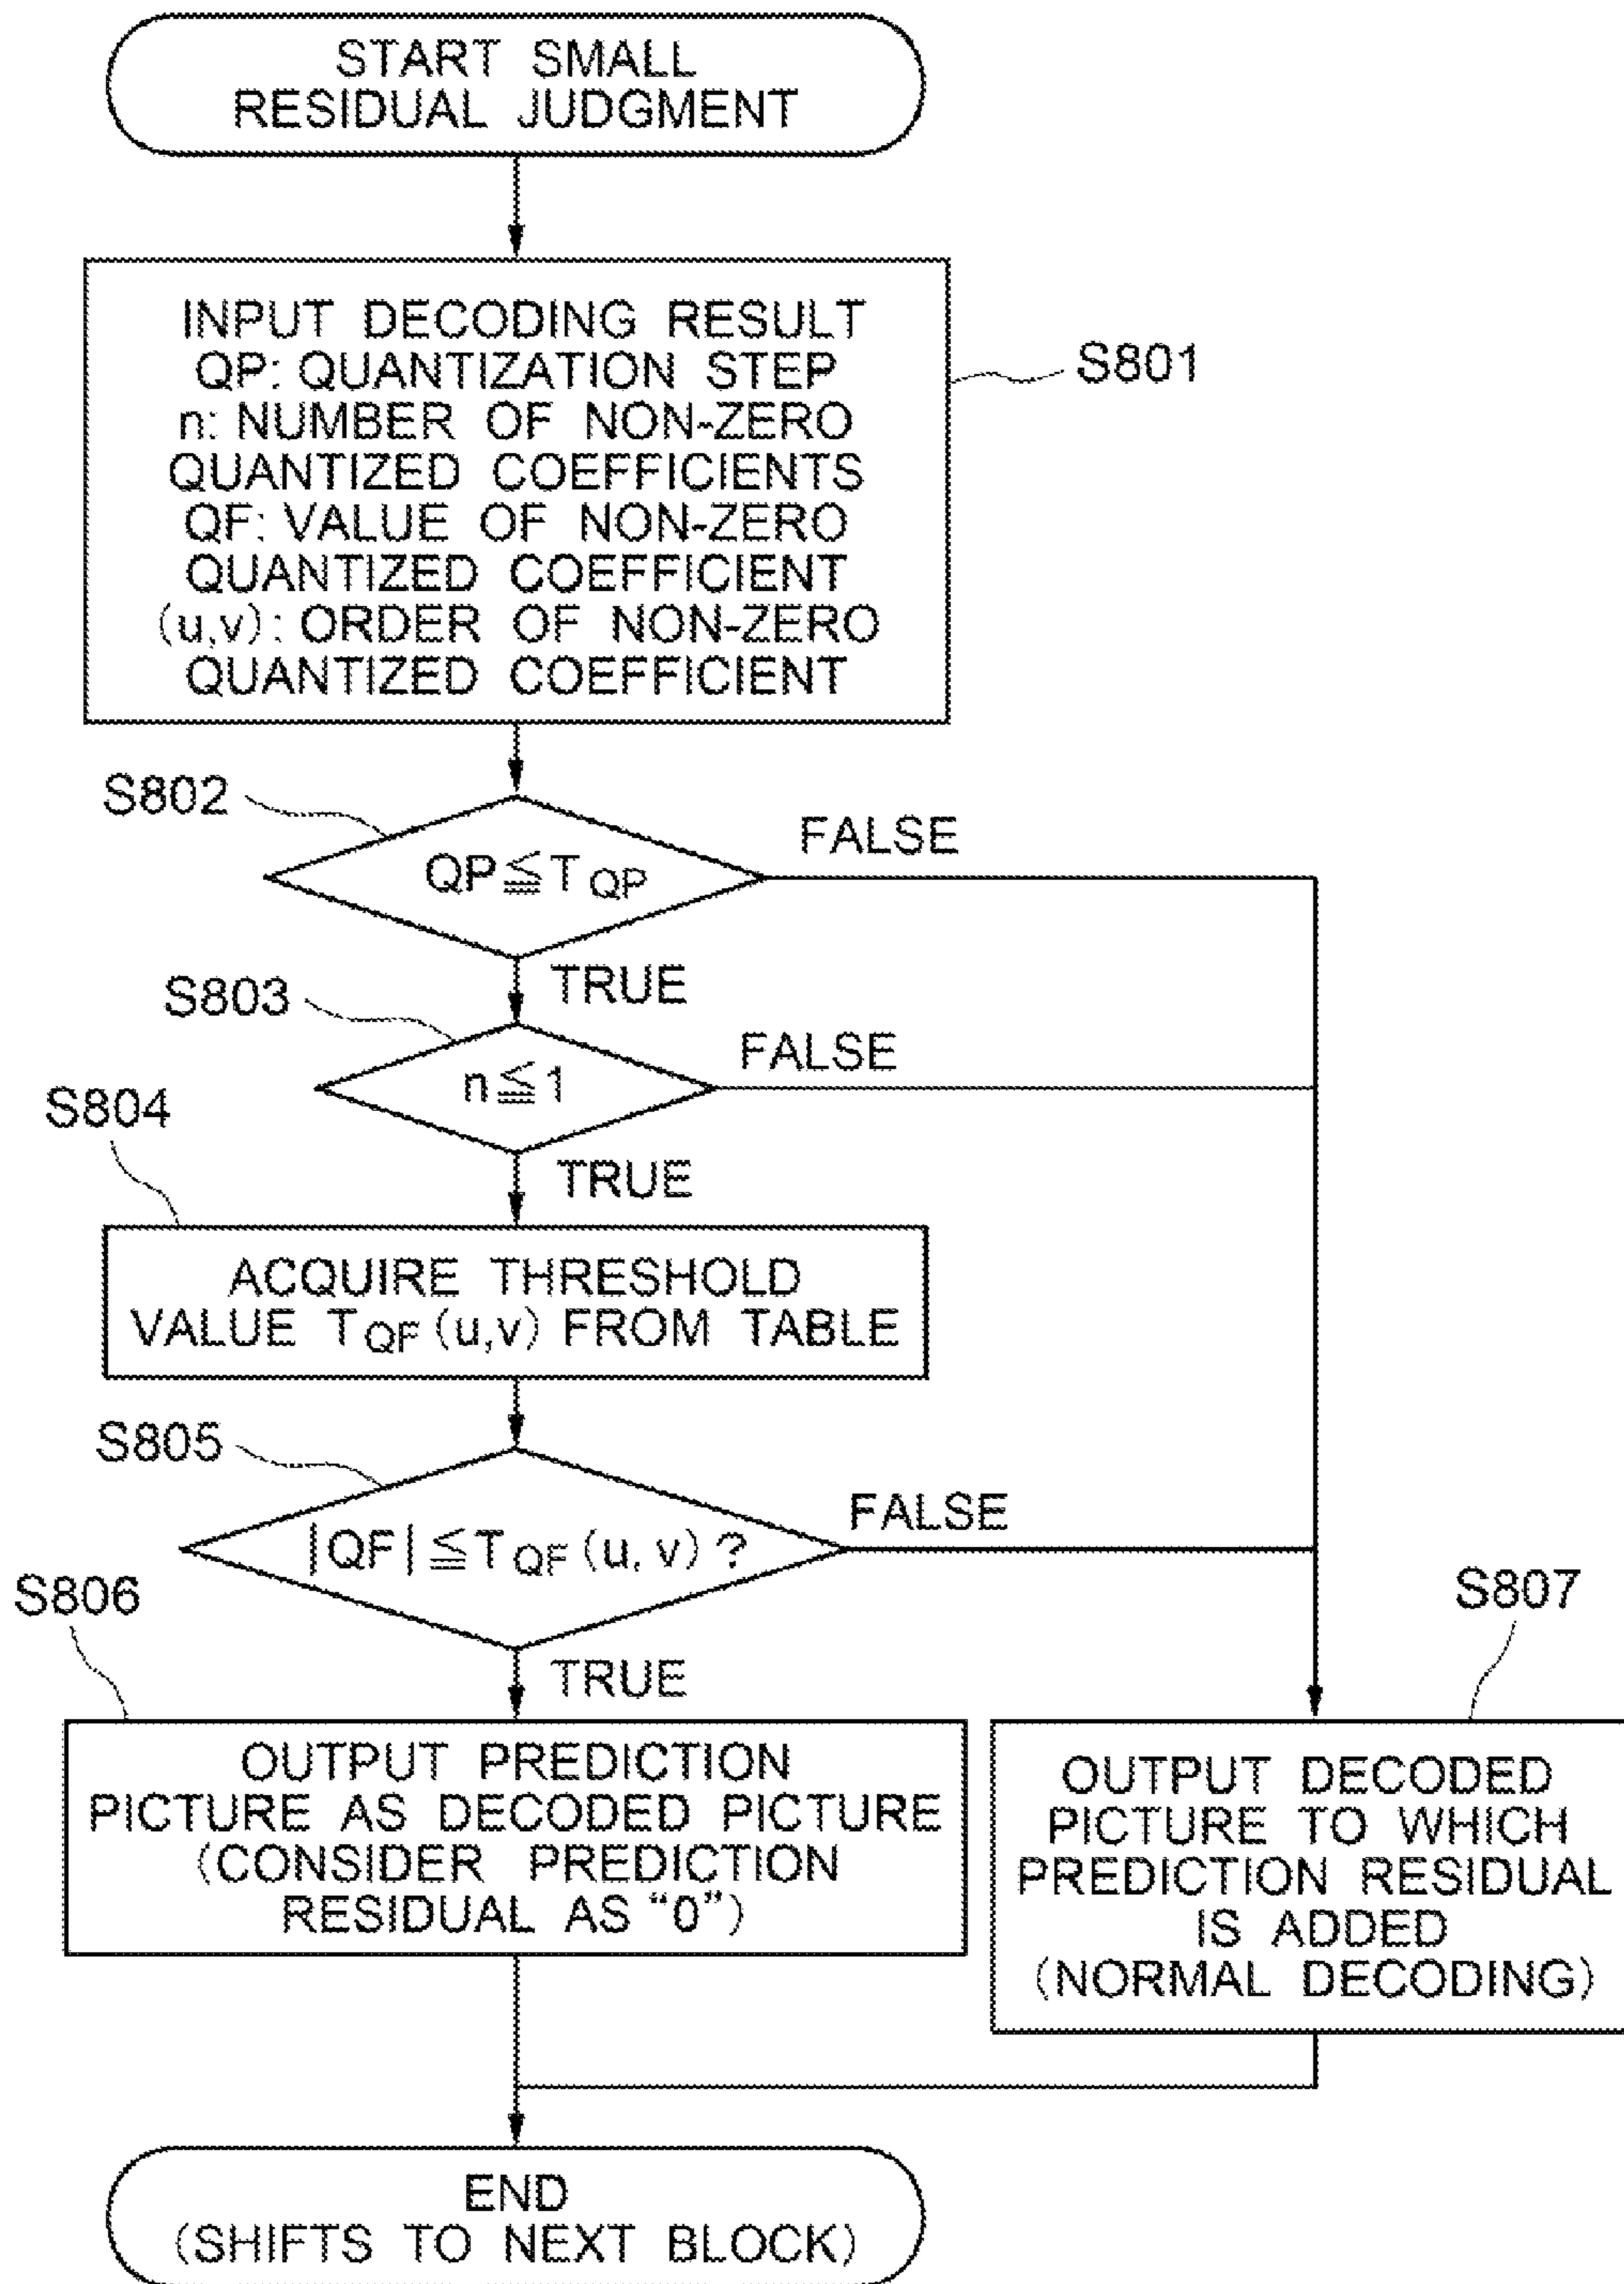 START SMALL
RESIDUAL JUDGMENT
INPUT DECODING RESULT
QP: QUANTIZATION STEP
n: NUMBER OF NON-ZERO
QUANTIZED COEFFICIENTS
QF: VALUE OF NON-ZERO
QUANTIZED COEFFICIENT
(u,v): ORDER OF NON-ZERO
QUANTIZED COEFFICIENT
S801
S802
QP≦T QP
FALSE
TRUE
S803
n≦1
FALSE
TRUE
S804
ACQUIRE THRESHOLD
VALUE T QF (u,v) FROM TABLE
S805
|QF| ≦T QF (u, v) ?
FALSE
TRUE
S806
OUTPUT PREDICTION
PICTURE AS DECODED PICTURE
(CONSIDER PREDICTION
RESIDUAL AS “0”)
S807
OUTPUT DECODED
PICTURE TO WHICH
PREDICTION RESIDUAL
IS ADDED
(NORMAL DECODING)
END
(SHIFTS TO NEXT BLOCK)